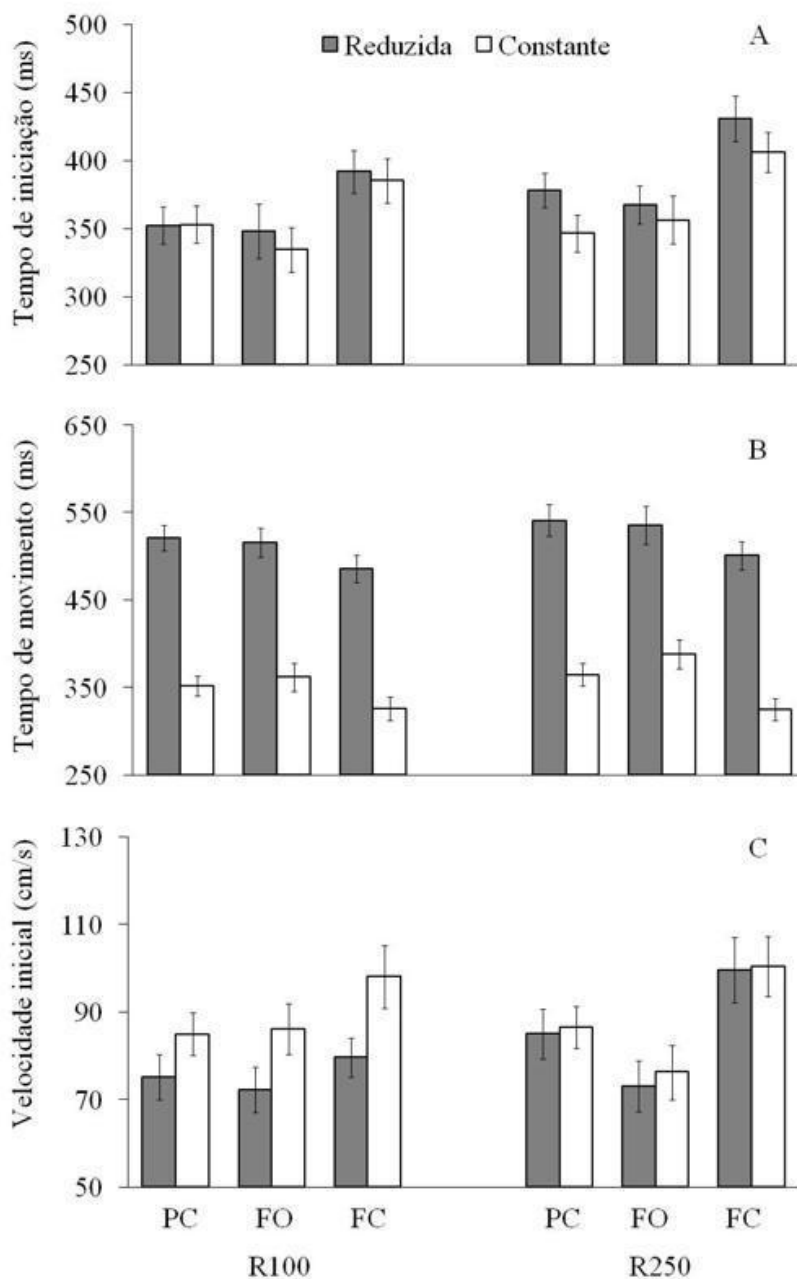 Reduzida Constante
A
Tempo de iniciação (ms)
500
450
400
350
300
250
B
Tempo de movimento (ms)
650
550
450
350
250
C
Velocidade inicial (cm/s)
130
110
90
70
50
PC FO FC PC FO FC
R100 R250